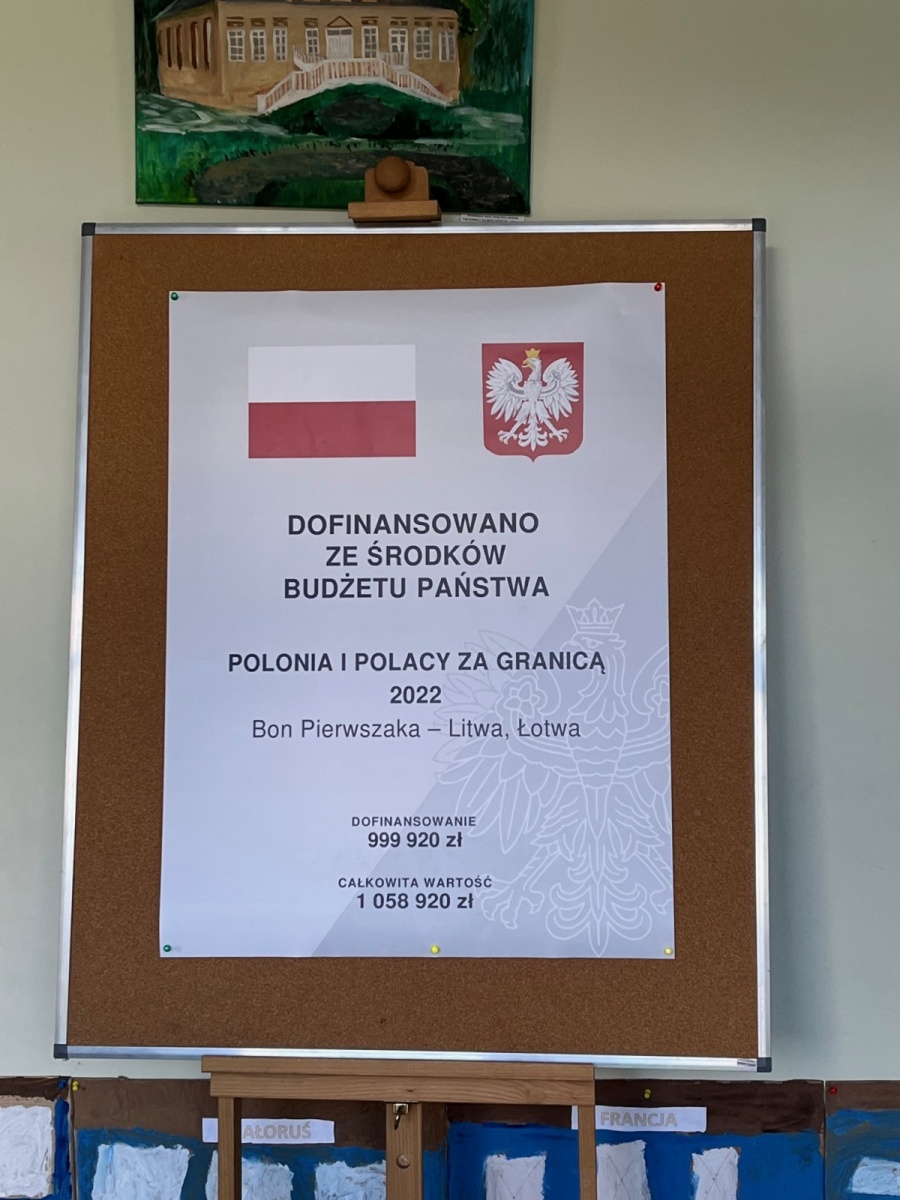 DOFINANSOWANO
ZE ŚRODKÓW
BUDŻETU PAŃSTWA
POLONIA I POLACY ZA GRANICĄ
2022
Bon Pierwszaka – Litwa, Łotwa
DOFINANSOWANIE
999 920 zł
CAŁKOWITA WARTOŚĆ
1 058 920 zł
AŁORUŚ
FRANCJA